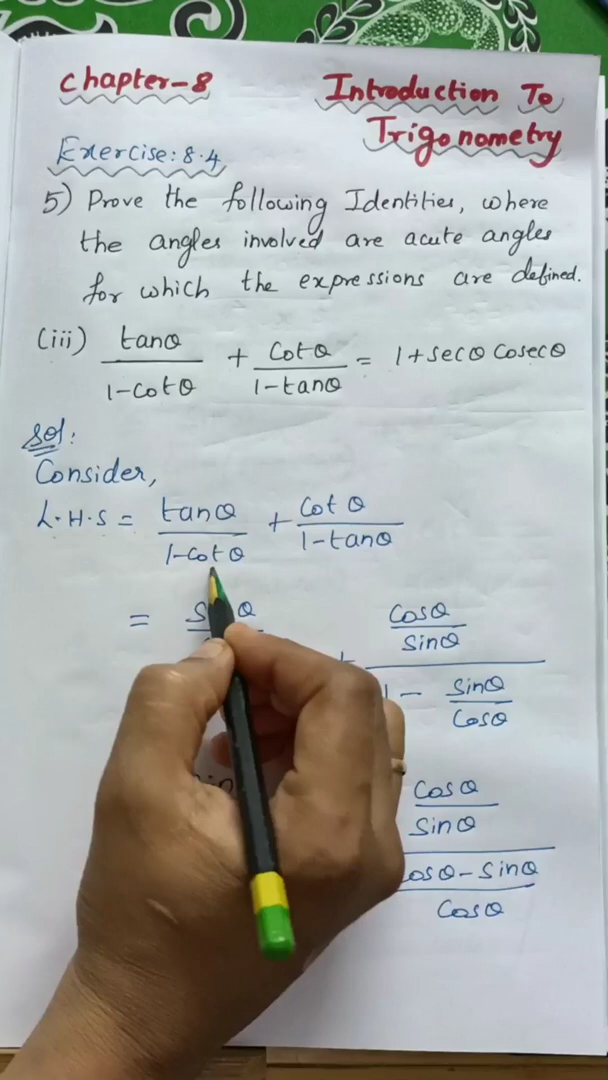 Chapter-8 Introduction To
Trigonometry
Exercise: 8.4
5) Prove the following Identities, where
the angles involved are acute angles
for which the expressions are defined.
(iii) tanθ/1-cotθ + cotθ/1-tanθ = 1+secθ cosecθ
Sol:
Consider,
L.H.S = tanθ/1-cotθ + cotθ/1-tanθ
= θ
cosθ/sinθ
- sinθ/cosθ
cosθ/sinθ
cosθ-sinθ/cosθ